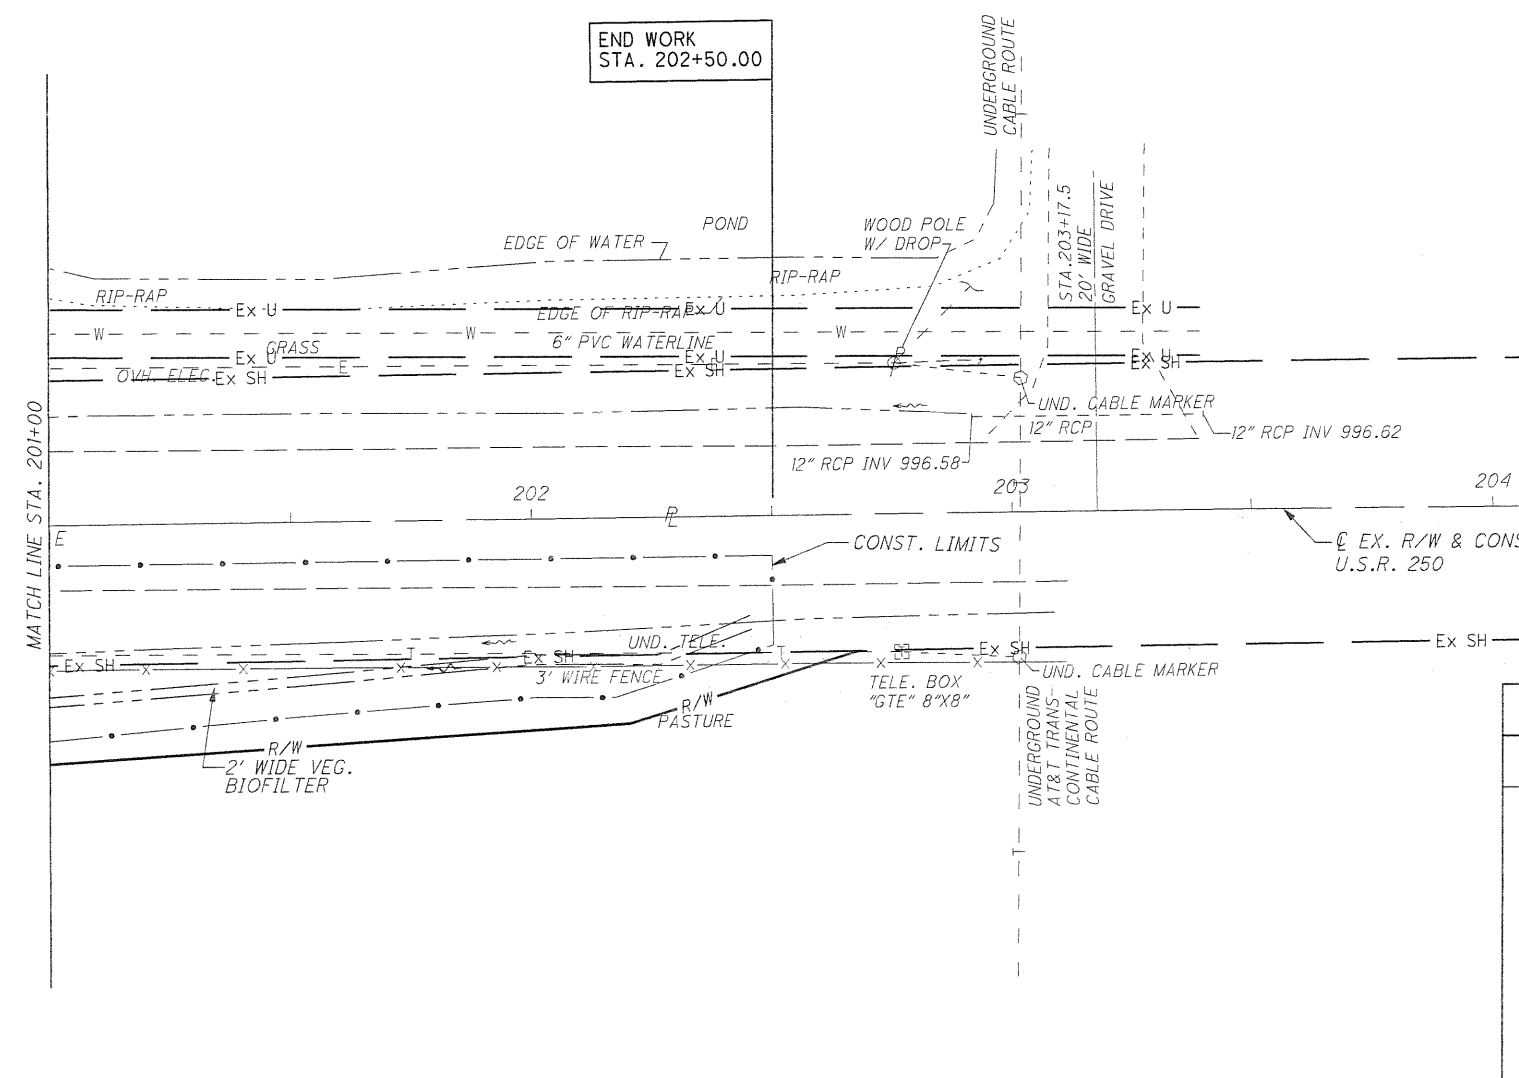 END WORK
STA. 202+50.00
UNDERGROUND
CABLE ROUTE
POND
WOOD POLE
W/ DROP
EDGE OF WATER
STA.203+17.5
20' WIDE
GRAVEL DRIVE
RIP-RAP
RIP-RAP
Ex U
EDGE OF RIP-RAP
Ex U
Ex U
W
W
W
GRASS
6" PVC WATERLINE
Ex U
Ex U
Ex U
E
OVH. ELEC.
Ex SH
Ex SH
Ex SH
P
UND. CABLE MARKER
12" RCP
12" RCP INV 996.62
12" RCP INV 996.58
MATCH LINE STA. 201+00
202
203
204
PL
E
CONST. LIMITS
CL EX. R/W & CONS
U.S.R. 250
UND. TELE.
T
T
Ex SH
Ex SH
Ex SH
Ex SH
3' WIRE FENCE
UND. CABLE MARKER
TELE. BOX
"GTE" 8"X8"
R/W
PASTURE
R/W
2' WIDE VEG.
BIOFILTER
UNDERGROUND
AT&T TRANS-
CONTINENTAL
CABLE ROUTE
T